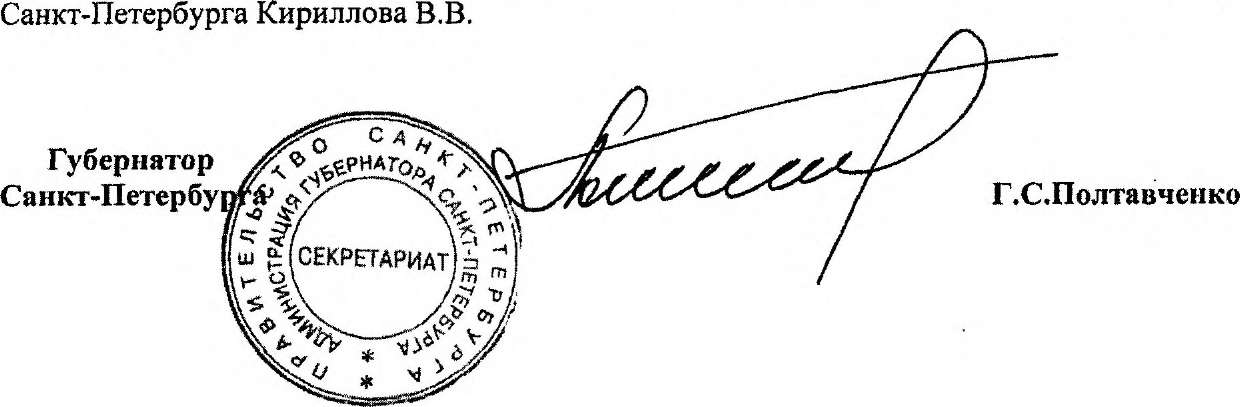 Санкт-Петербурга Кириллова В.В.
Губернатор
Санкт-Петербурга
Г.С.Полтавченко
ПРАВИТЕЛЬСТВО САНКТ-ПЕТЕРБУРГА *
АДМИНИСТРАЦИЯ ГУБЕРНАТОРА САНКТ-ПЕТЕРБУРГА *
СЕКРЕТАРИАТ